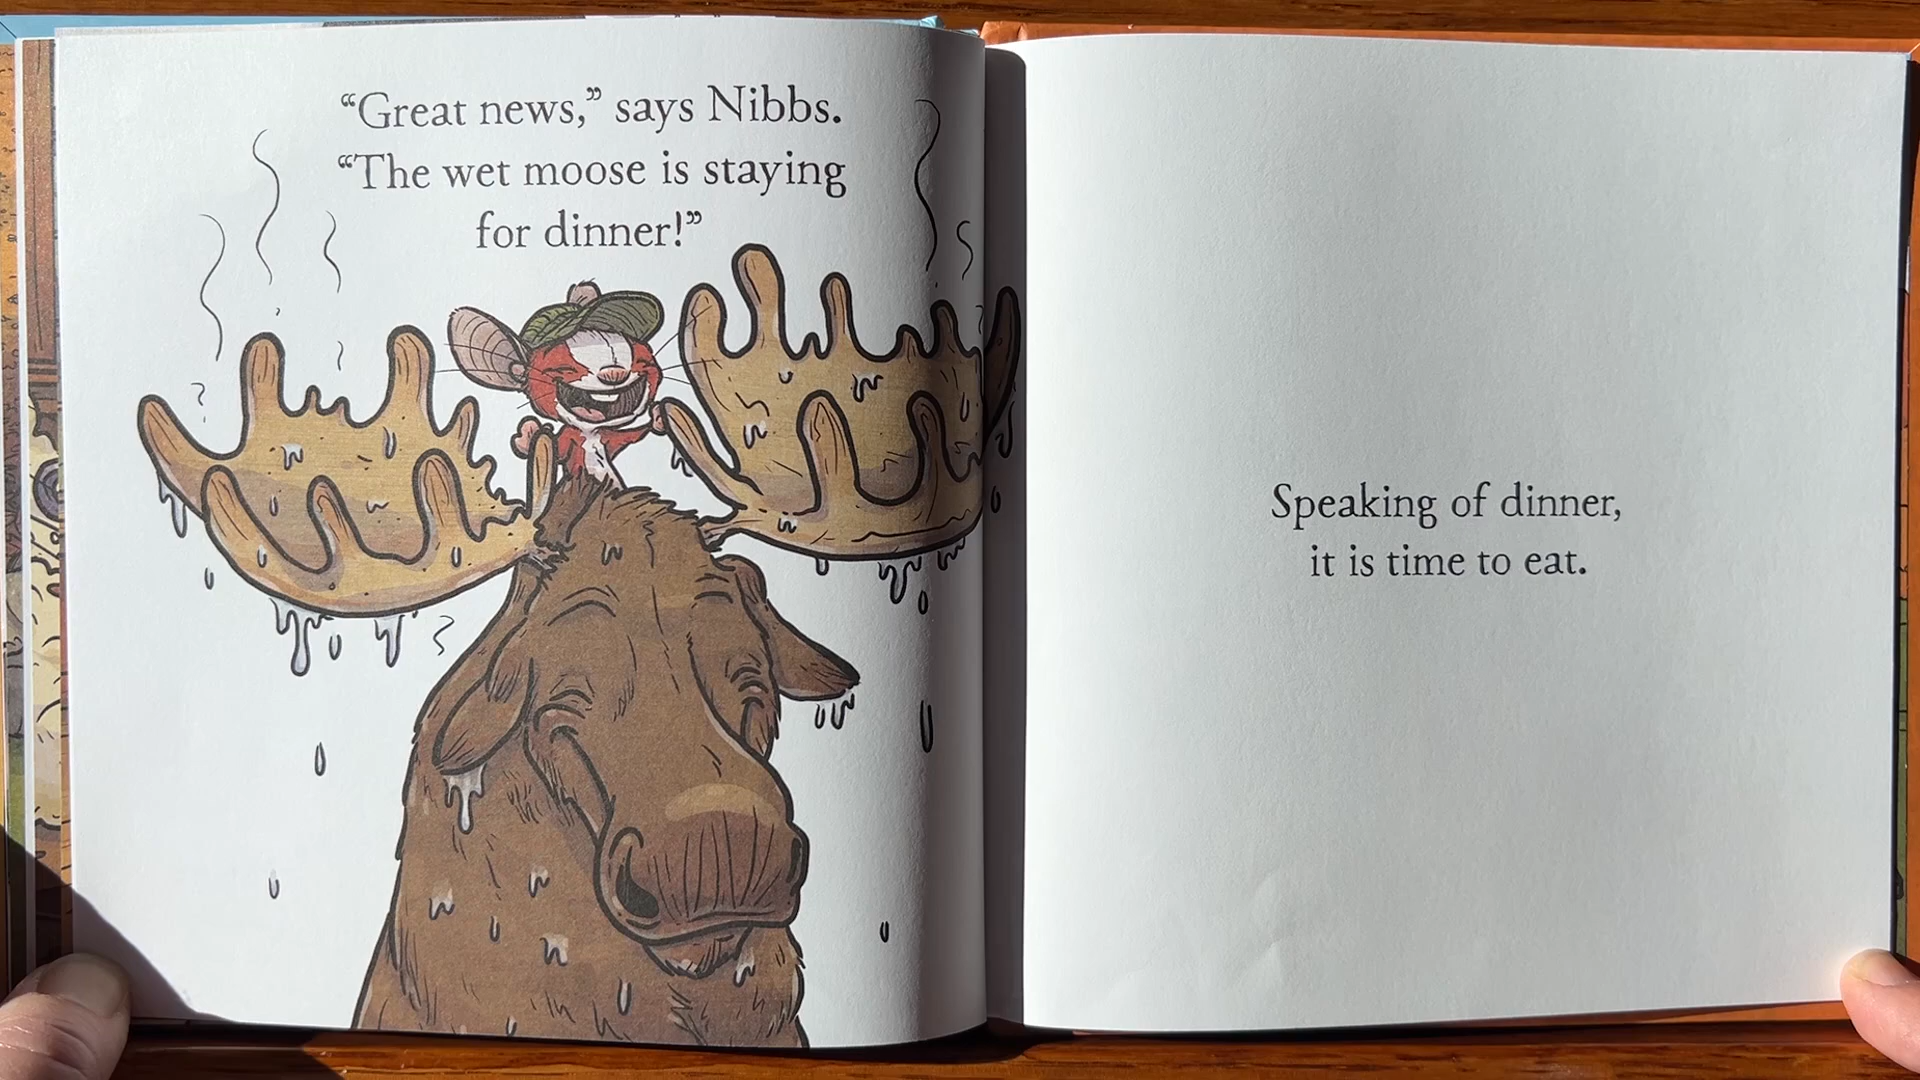 “Great news,” says Nibbs.
“The wet moose is staying
for dinner!”
Speaking of dinner,
it is time to eat.